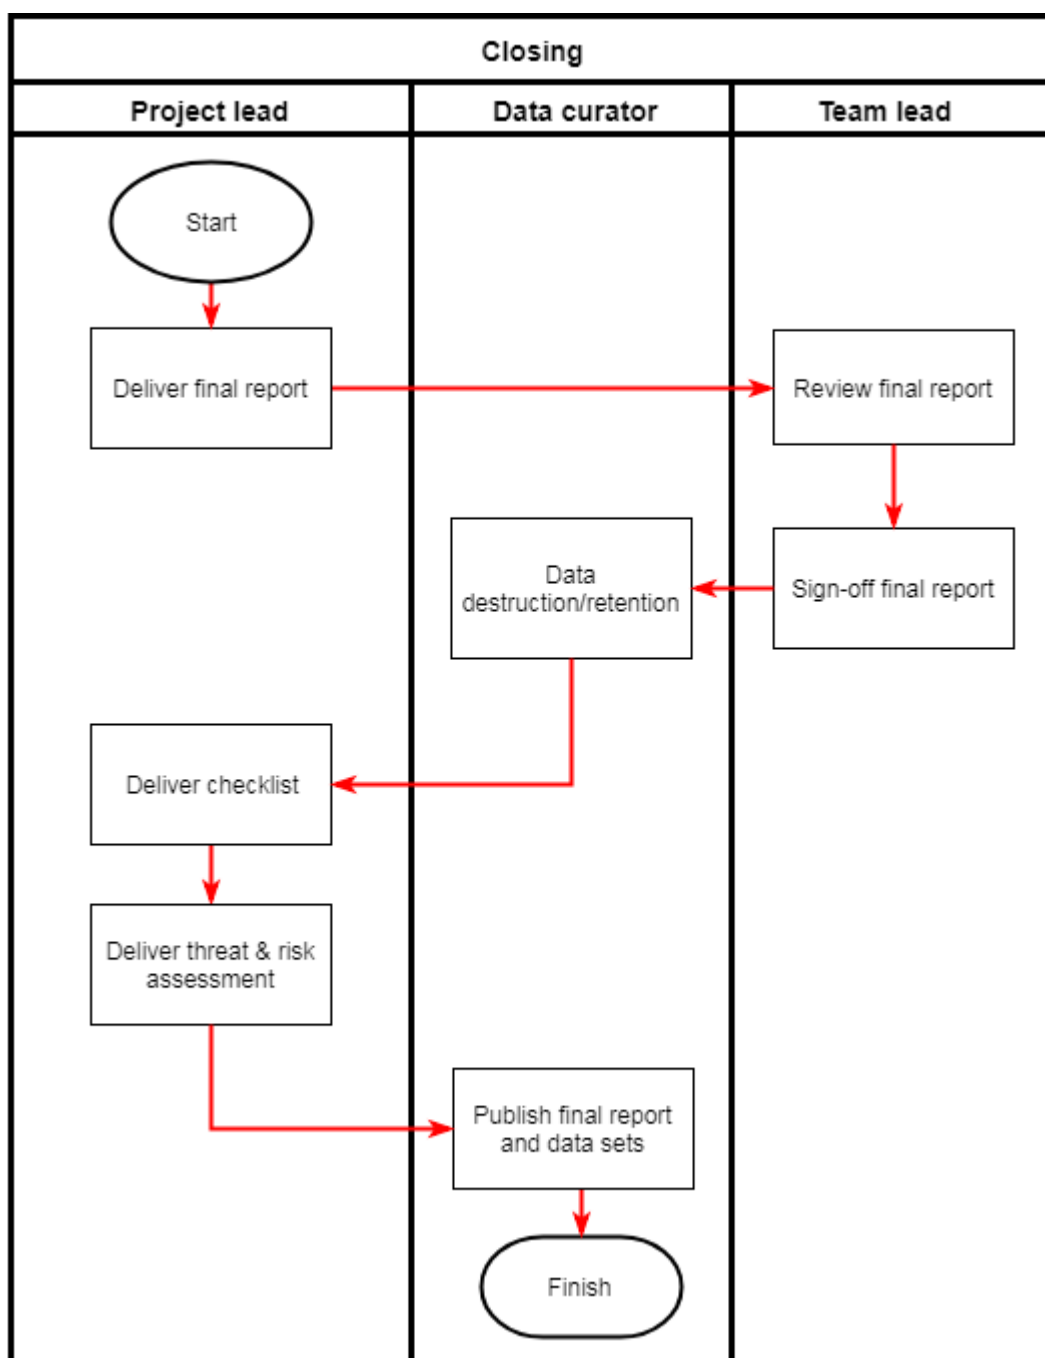 Closing
Project lead
Data curator
Team lead
Start
Deliver final report
Review final report
Data
destruction/retention
Sign-off final report
Deliver checklist
Deliver threat & risk
assessment
Publish final report
and data sets
Finish